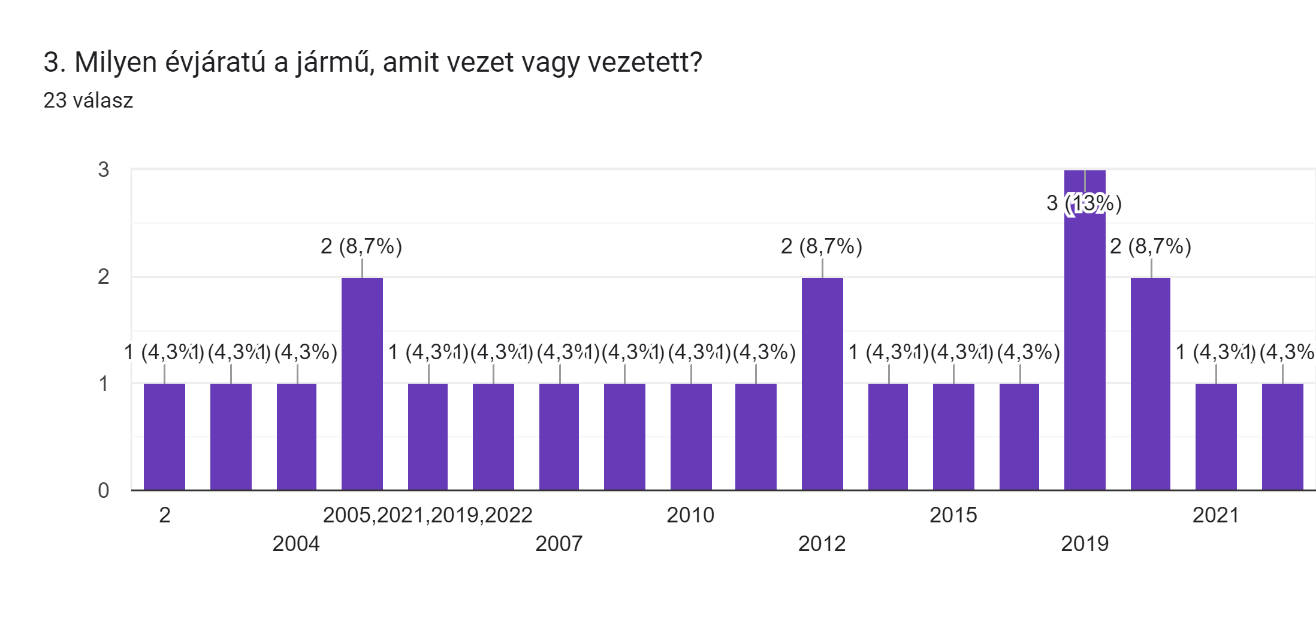 3. Milyen évjáratú a jármű, amit vezet vagy vezetett?
23 válasz
3
3 (13%)
2 (8,7%) 2 (8,7%) 2 (8,7%)
2
1 (4,3%) 1 (4,3%) 1 (4,3%) 1 (4,3%) 1 (4,3%) 1 (4,3%) 1 (4,3%) 1 (4,3%) 1 (4,3%) 1 (4,3%) 1 (4,3%) 1 (4,3%) 1 (4,3%) 1 (4,3%
1
0
2 2005,2021,2019,2022 2010 2015 2021
2004 2007 2012 2019